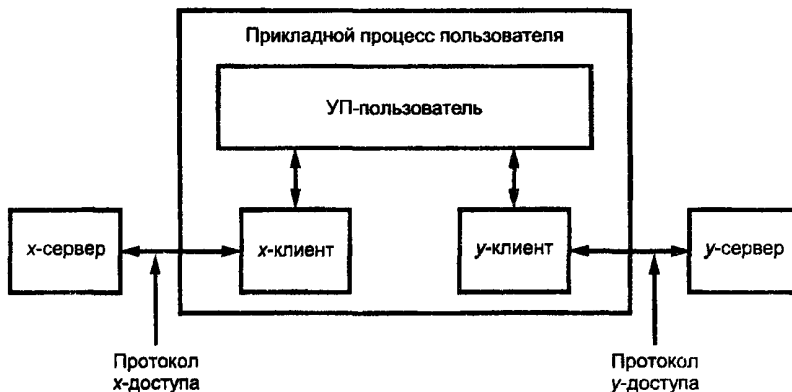 Прикладной процесс пользователя
УП-пользователь
x-сервер
x-клиент
y-клиент
y-сервер
Протокол
x-доступа
Протокол
y-доступа